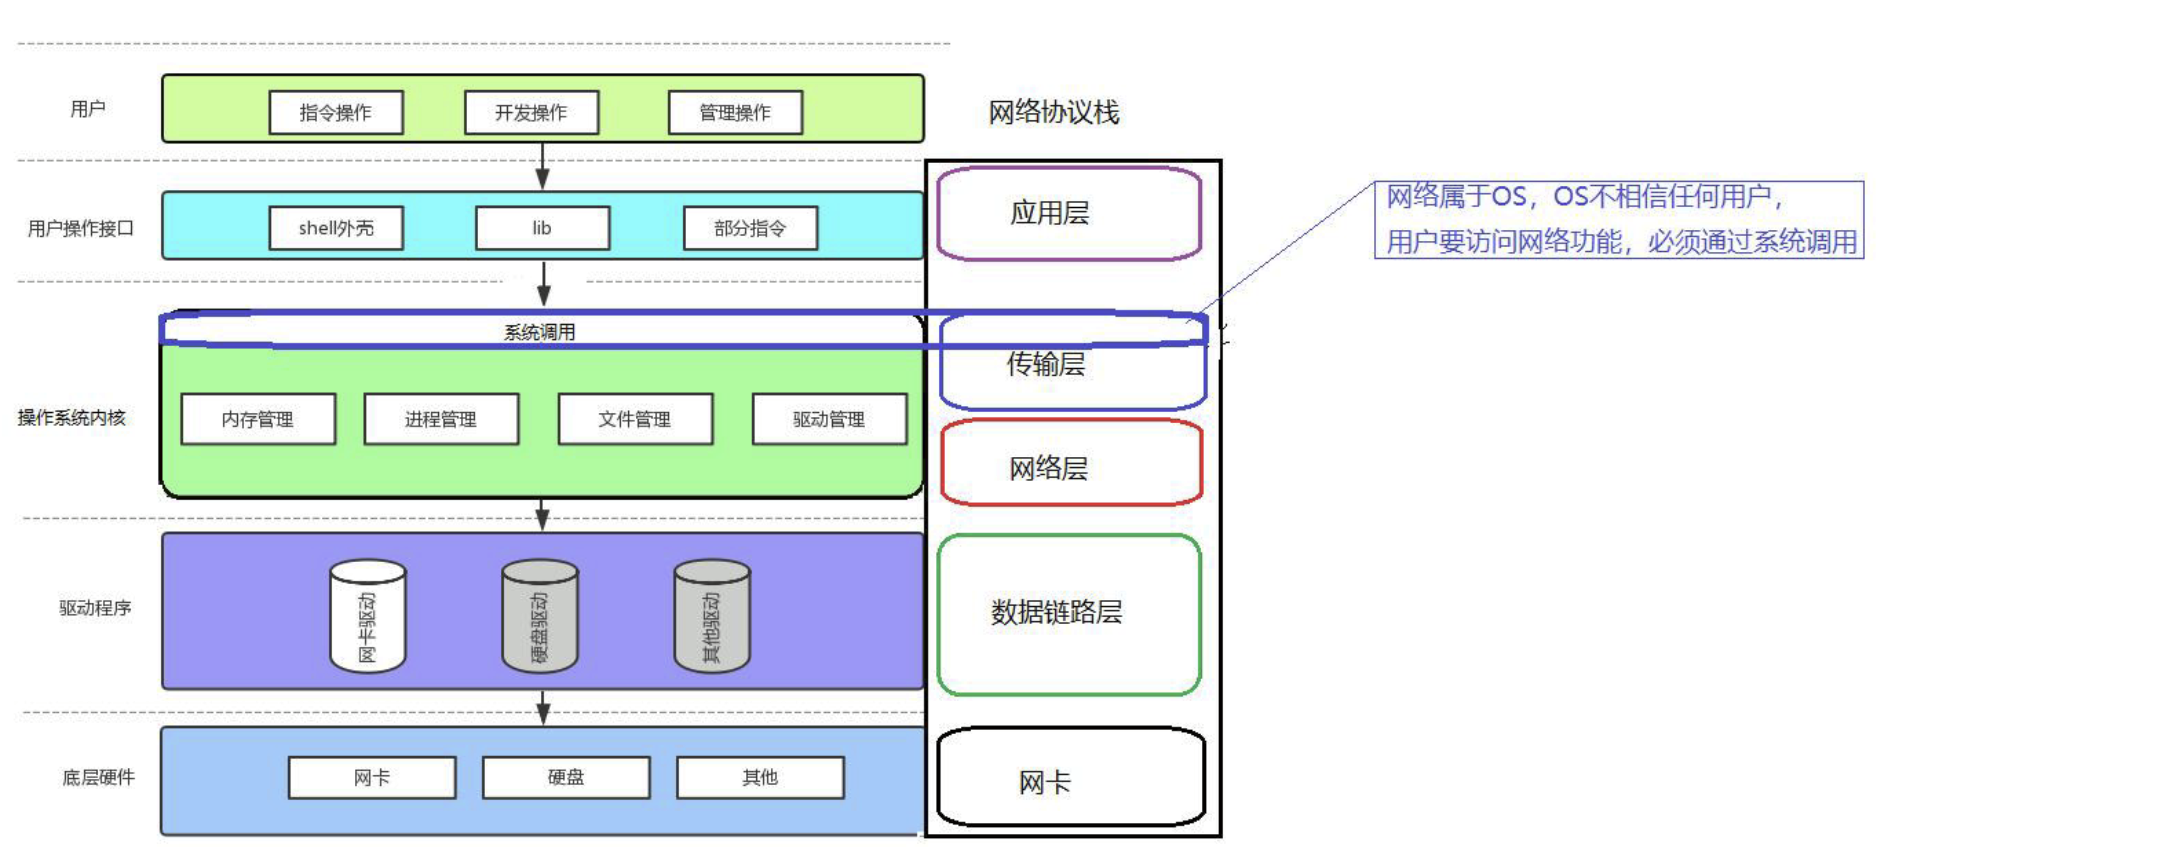 用户
指令操作
开发操作
管理操作
网络协议栈
用户操作接口
shell外壳
lib
部分指令
应用层
网络属于OS，OS不相信任何用户，
用户要访问网络功能，必须通过系统调用
系统调用
传输层
操作系统内核
内存管理
进程管理
文件管理
驱动管理
网络层
驱动程序
网卡驱动
硬盘驱动
其他驱动
数据链路层
底层硬件
网卡
硬盘
其他
网卡